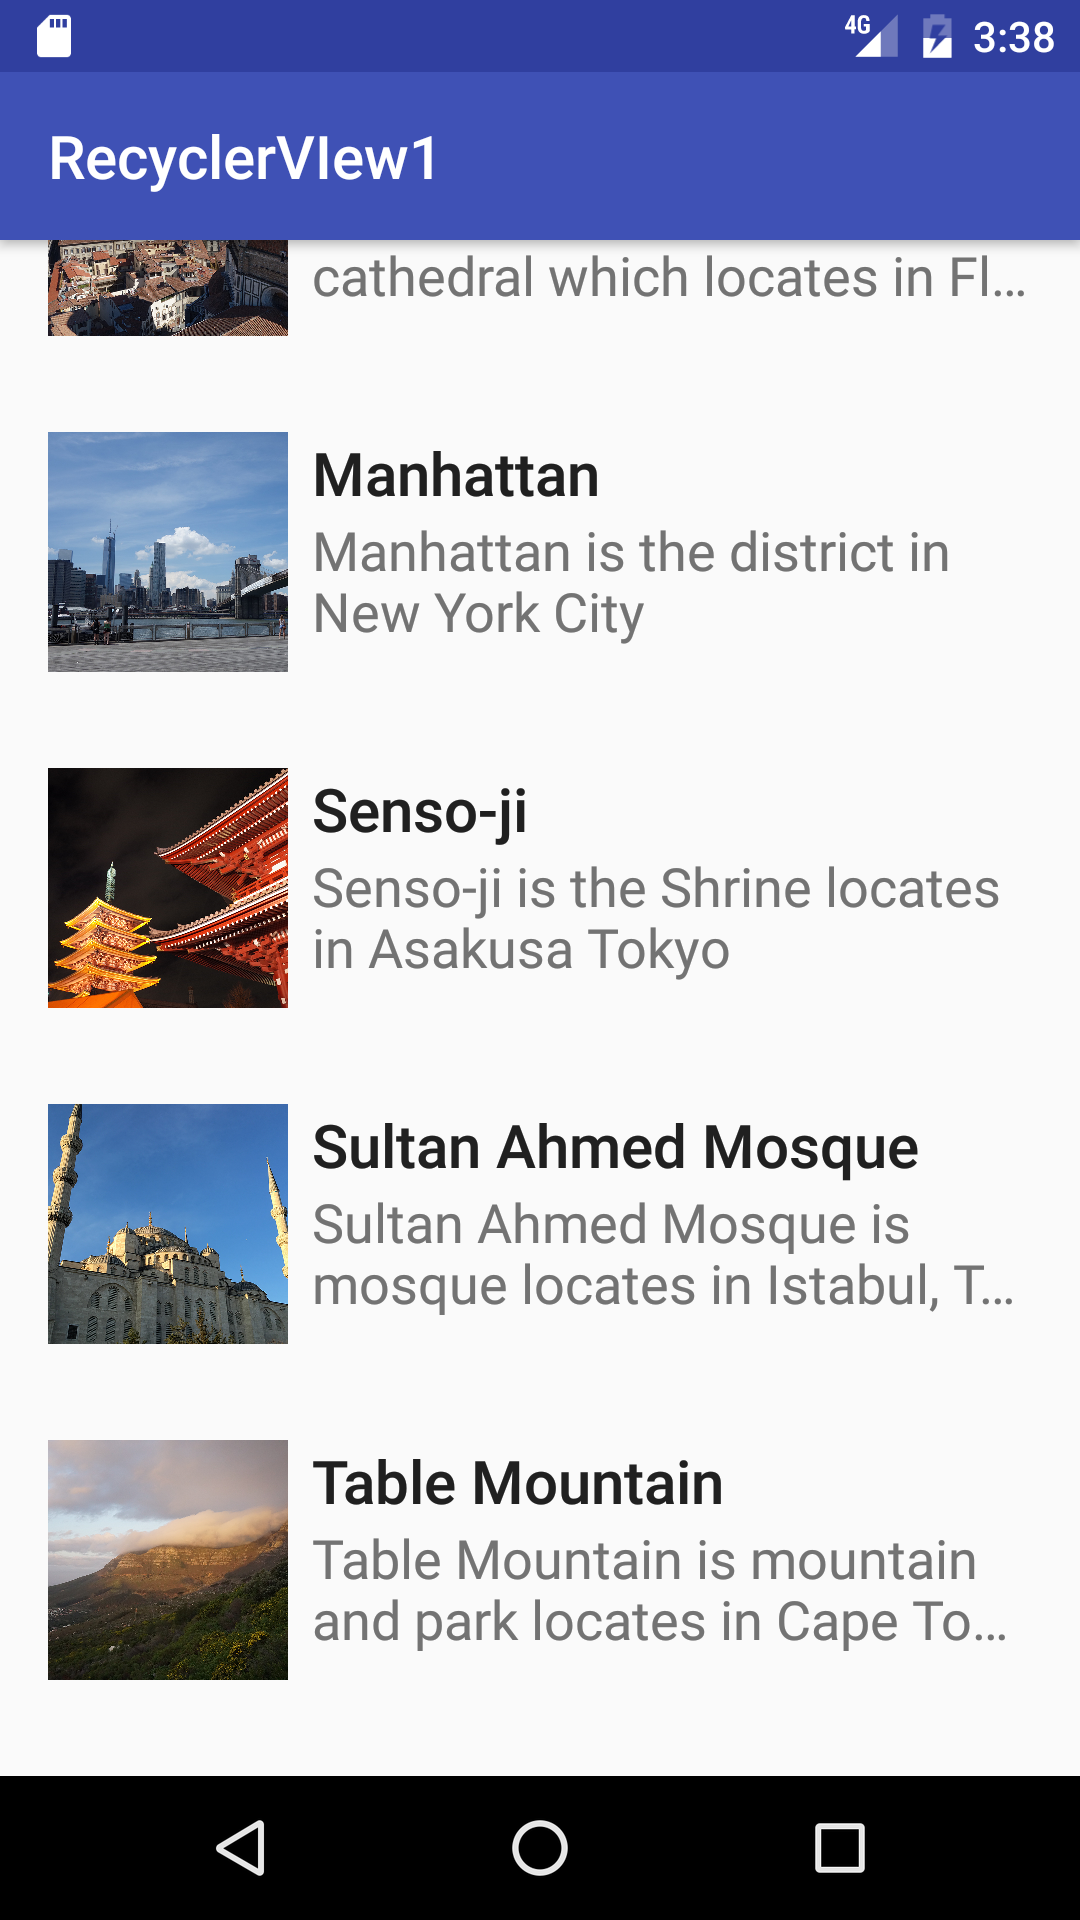 4G 3:38
RecyclerVIew1
cathedral which locates in Fl…
Manhattan
Manhattan is the district in
New York City
Senso-ji
Senso-ji is the Shrine locates
in Asakusa Tokyo
Sultan Ahmed Mosque
Sultan Ahmed Mosque is
mosque locates in Istabul, T…
Table Mountain
Table Mountain is mountain
and park locates in Cape To…